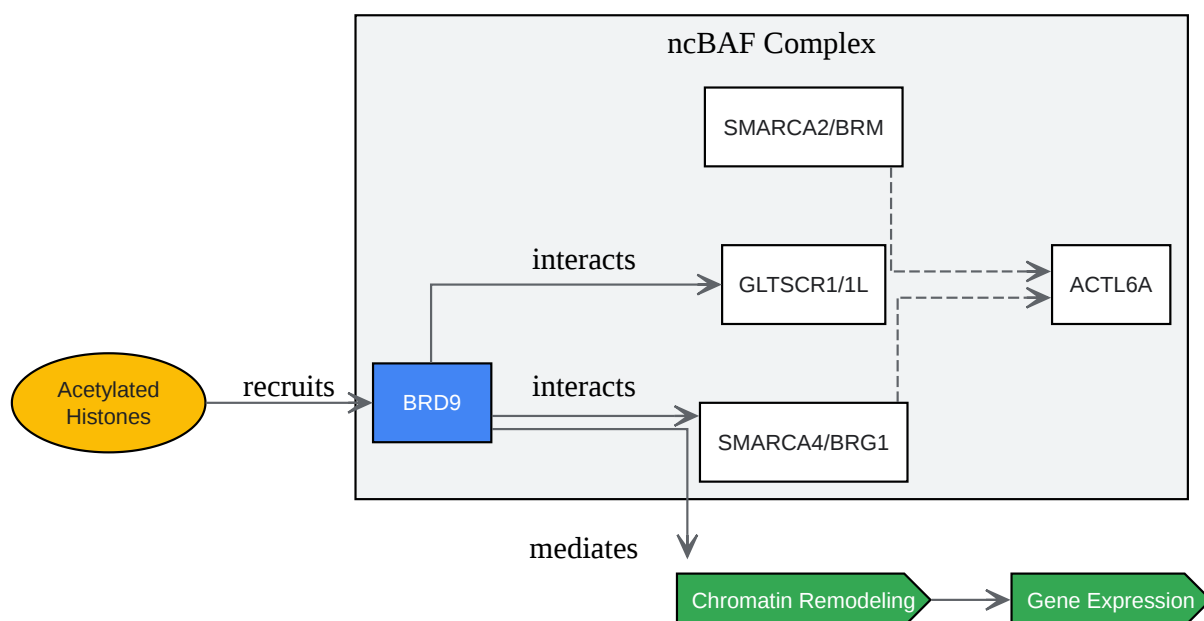 ncBAF Complex
SMARCA2/BRM
interacts
GLTSCR1/1L
ACTL6A
Acetylated
Histones
recruits
BRD9
interacts
SMARCA4/BRG1
mediates
Chromatin Remodeling
Gene Expression